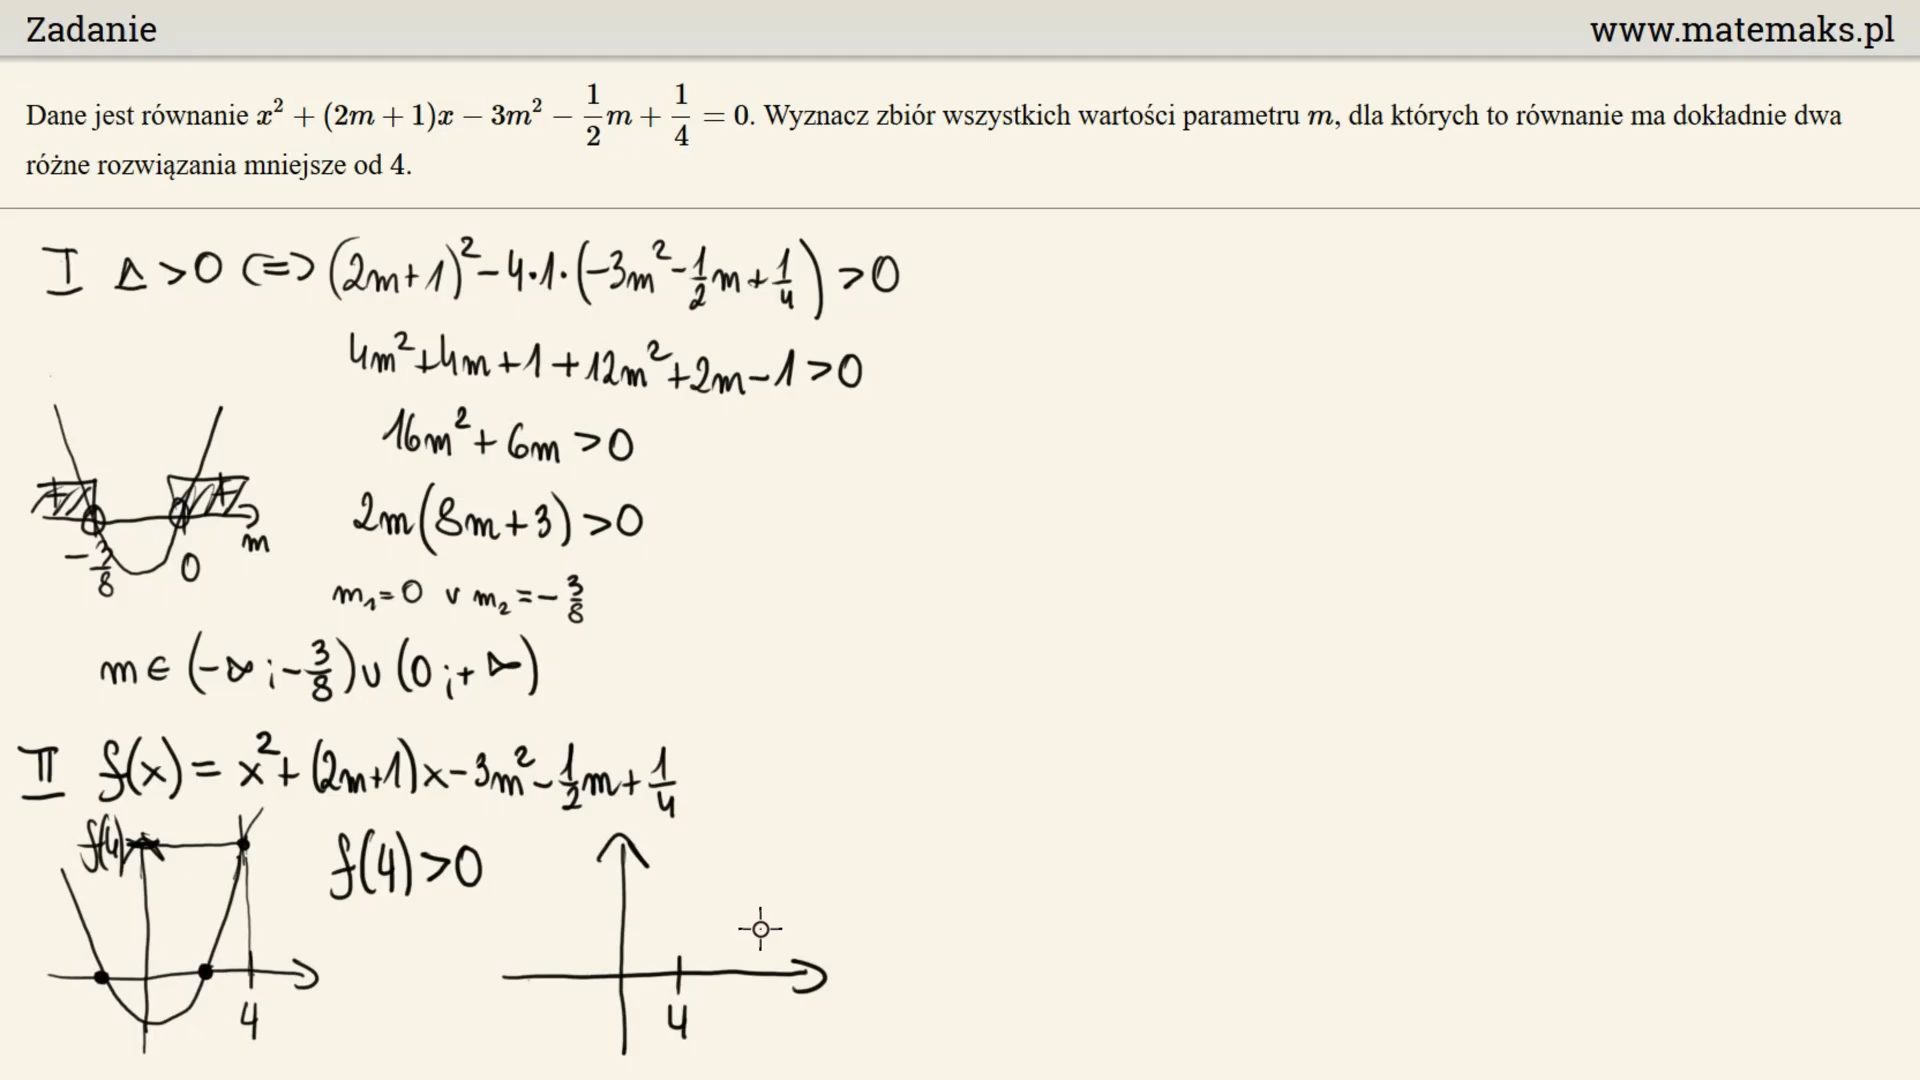 Zadanie
www.matemaks.pl
Dane jest równanie x² + (2m + 1)x − 3m² − 1/2 m + 1/4 = 0. Wyznacz zbiór wszystkich wartości parametru m, dla których to równanie ma dokładnie dwa
różne rozwiązania mniejsze od 4.
I Δ > 0 ⇔ (2m+1)² − 4·1·(−3m² − 1/2 m + 1/4) > 0
4m² + 4m + 1 + 12m² + 2m − 1 > 0
16m² + 6m > 0
2m(8m+3) > 0
+ + m
−3/8 0
m₁ = 0 ∨ m₂ = −3/8
m ∈ (−∞ ; −3/8) ∪ (0 ; +∞)
II f(x) = x² + (2m+1)x − 3m² − 1/2 m + 1/4
f(4) f(4) > 0
4 4